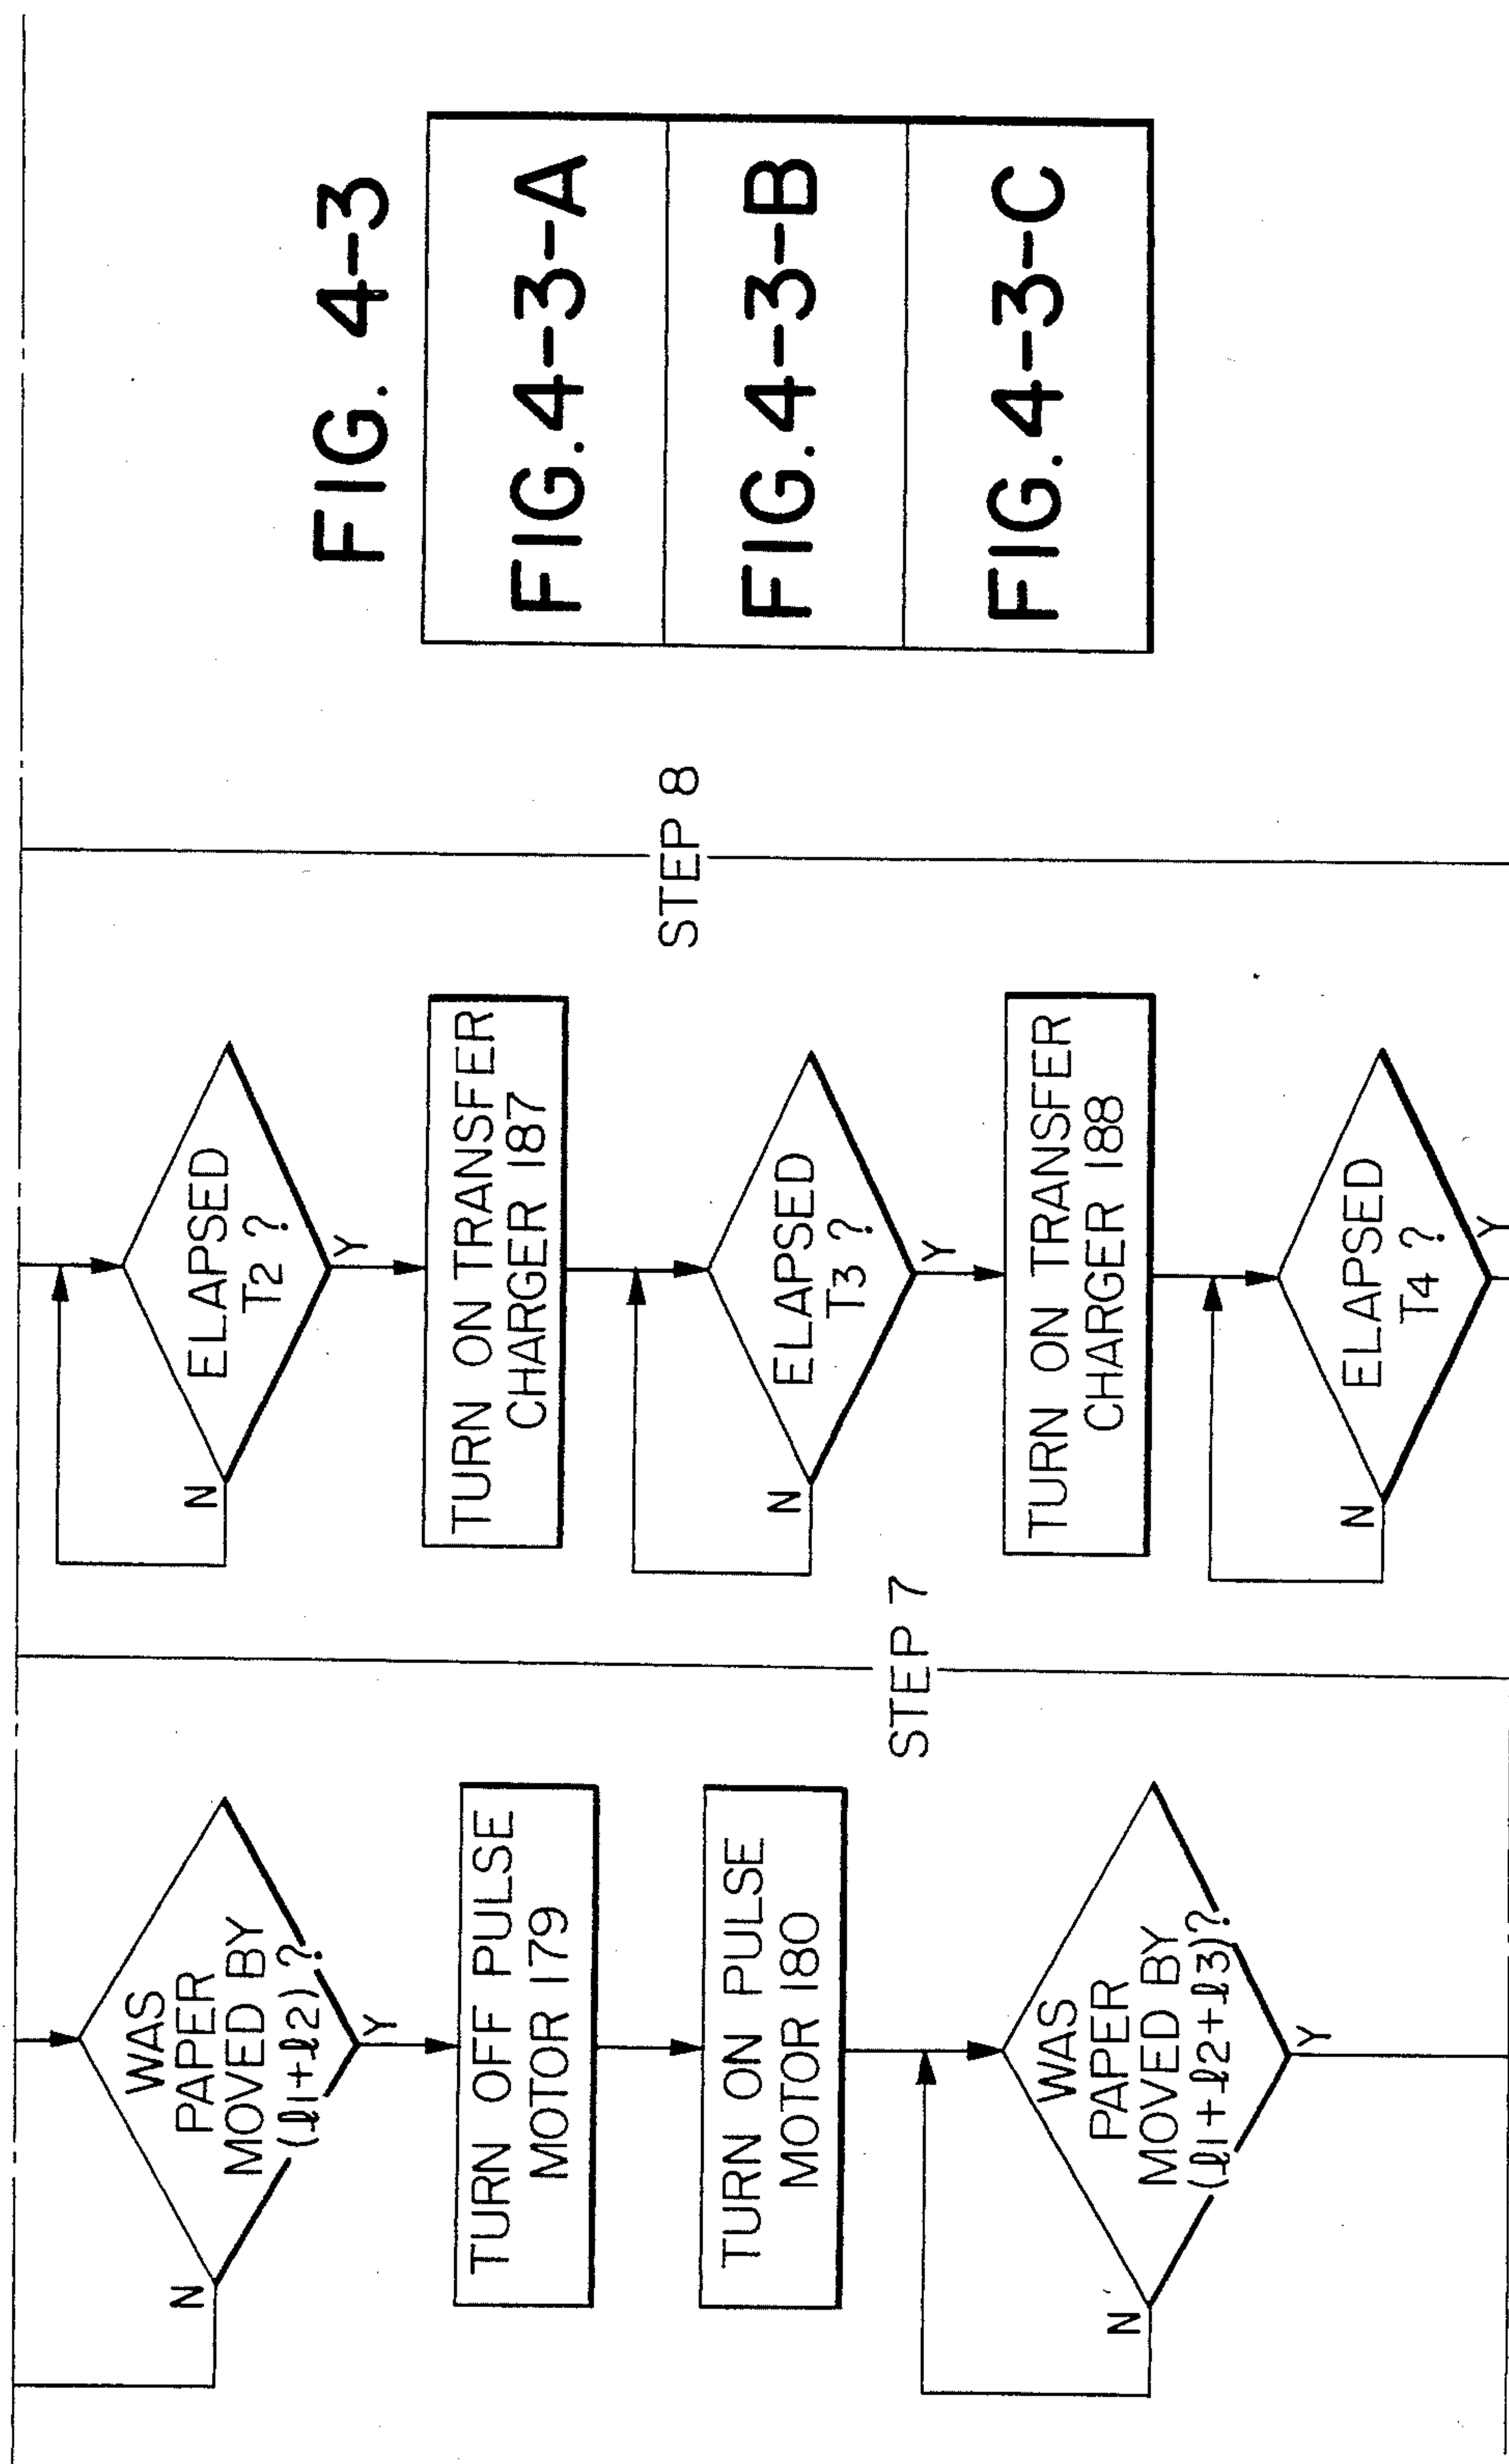 WAS
PAPER
MOVED BY
(ℓ1+ℓ2)?
N
Y
TURN OFF PULSE
MOTOR 179
TURN ON PULSE
MOTOR 180
WAS
PAPER
MOVED BY
(ℓ1+ℓ2+ℓ3)?
N
Y
STEP 7
ELAPSED
T2 ?
N
Y
TURN ON TRANSFER
CHARGER 187
ELAPSED
T3 ?
N
Y
TURN ON TRANSFER
CHARGER 188
ELAPSED
T4 ?
N
Y
STEP 8
FIG. 4-3
FIG.4-3-A
FIG.4-3-B
FIG.4-3-C